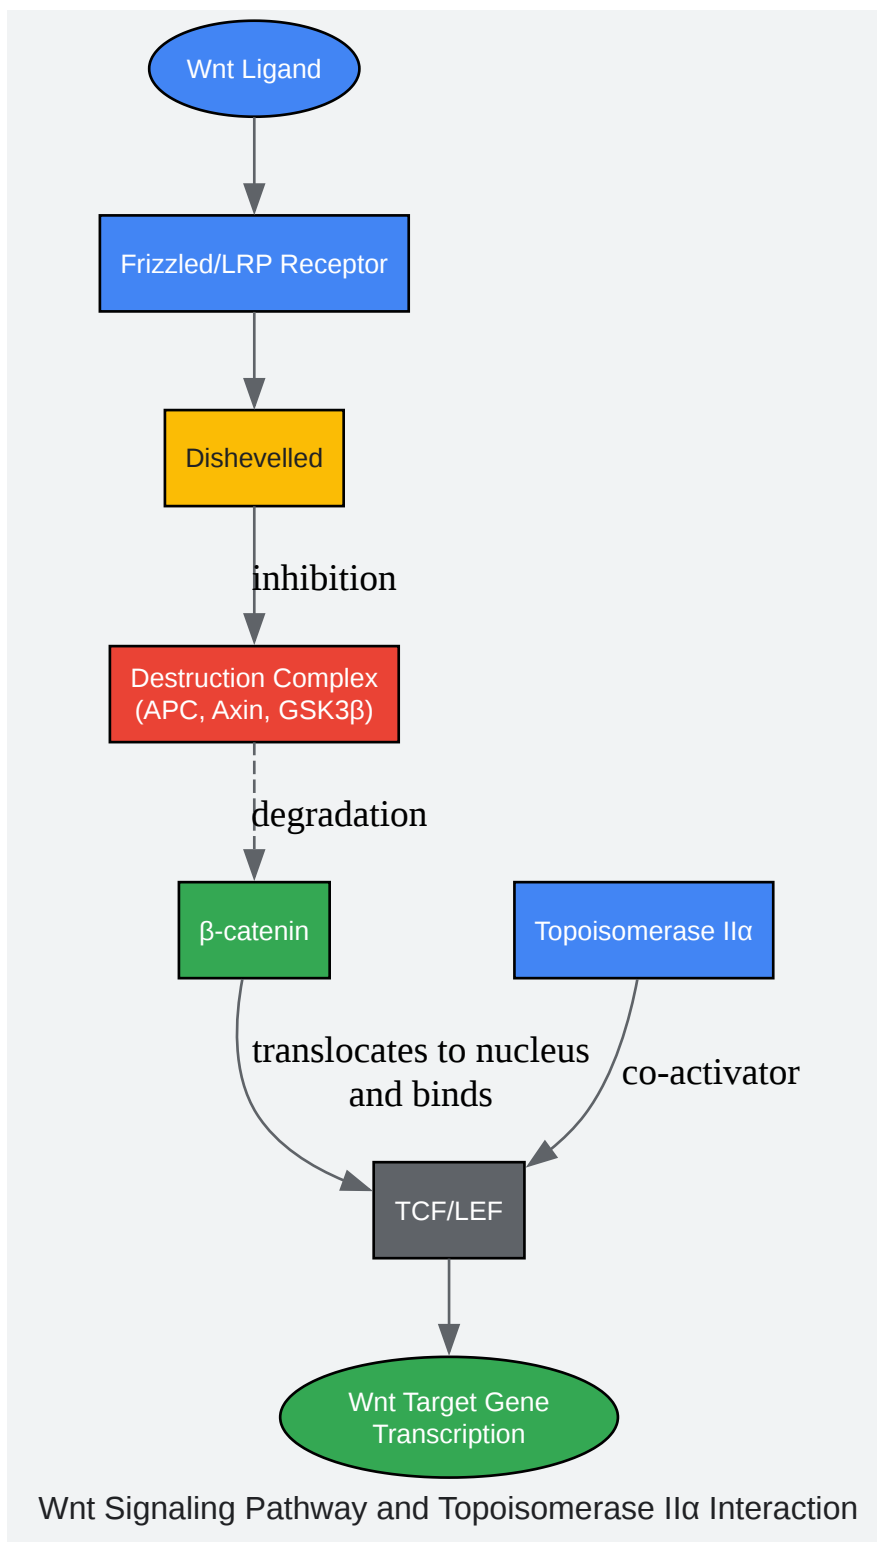 Wnt Ligand
Frizzled/LRP Receptor
Dishevelled
inhibition
Destruction Complex
(APC, Axin, GSK3β)
degradation
β-catenin
Topoisomerase IIα
translocates to nucleus
and binds
co-activator
TCF/LEF
Wnt Target Gene
Transcription
Wnt Signaling Pathway and Topoisomerase IIα Interaction